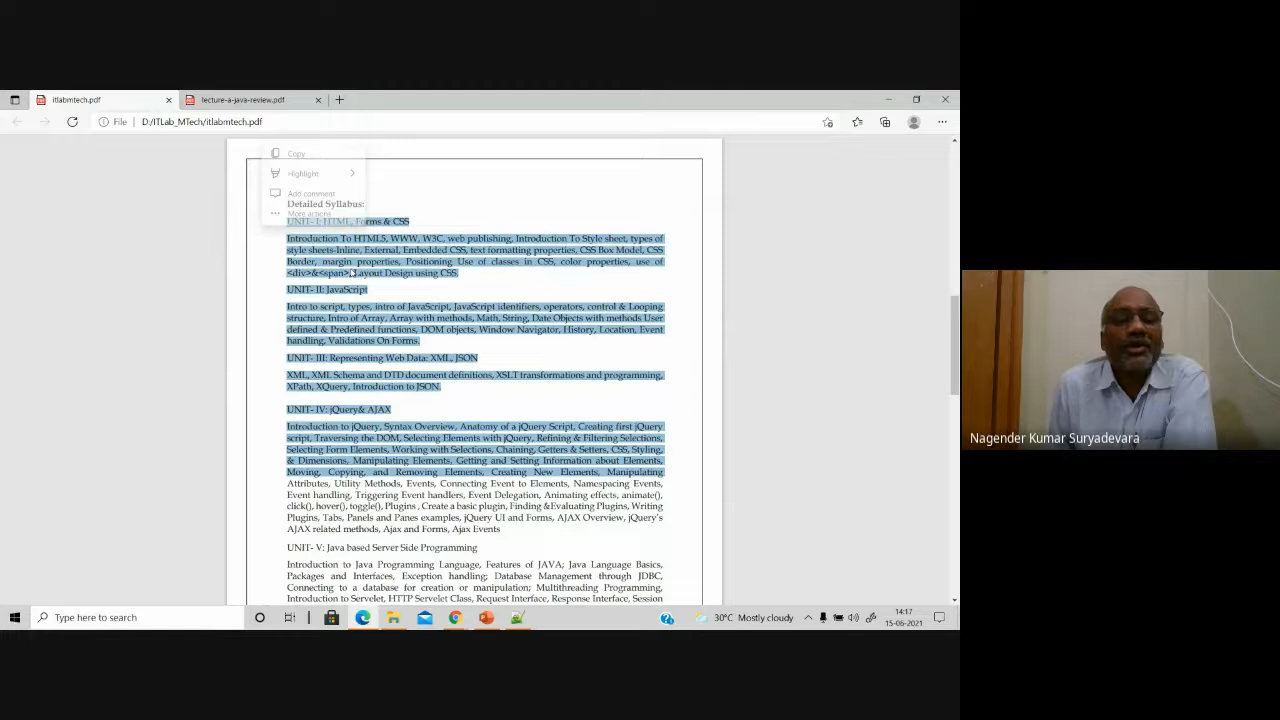 itlabmtech.pdf
lecture-a-java-review.pdf
File
D:/ITLab_MTech/itlabmtech.pdf
Copy
Highlight
Add comment
Detailed Syllabus:
More actions
UNIT- I: HTML, Forms & CSS
Introduction To HTML5, WWW, W3C, web publishing, Introduction To Style sheet, types of
style sheets-Inline, External, Embedded CSS, text formatting properties, CSS Box Model, CSS
Border, margin properties, Positioning Use of classes in CSS, color properties, use of
<div>&<span>, Layout Design using CSS.
UNIT- II: JavaScript
Intro to script, types, intro of JavaScript, JavaScript identifiers, operators, control & Looping
structure, Intro of Array, Array with methods, Math, String, Date Objects with methods User
defined & Predefined functions, DOM objects, Window Navigator, History, Location, Event
handling, Validations On Forms.
UNIT- III: Representing Web Data: XML, JSON
XML, XML Schema and DTD document definitions, XSLT transformations and programming,
XPath, XQuery, Introduction to JSON.
UNIT- IV: jQuery& AJAX
Introduction to jQuery, Syntax Overview, Anatomy of a jQuery Script, Creating first jQuery
script, Traversing the DOM, Selecting Elements with jQuery, Refining & Filtering Selections,
Selecting Form Elements, Working with Selections, Chaining, Getters & Setters, CSS, Styling,
& Dimensions, Manipulating Elements, Getting and Setting Information about Elements,
Moving, Copying, and Removing Elements, Creating New Elements, Manipulating
Attributes, Utility Methods, Events, Connecting Event to Elements, Namespacing Events,
Event handling, Triggering Event handlers, Event Delegation, Animating effects, animate(),
click(), hover(), toggle(), Plugins , Create a basic plugin, Finding &Evaluating Plugins, Writing
Plugins, Tabs, Panels and Panes examples, jQuery UI and Forms, AJAX Overview, jQuery's
AJAX related methods, Ajax and Forms, Ajax Events
UNIT- V: Java based Server Side Programming
Introduction to Java Programming Language, Features of JAVA; Java Language Basics,
Packages and Interfaces, Exception handling; Database Management through JDBC,
Connecting to a database for creation or manipulation; Multithreading Programming,
Introduction to Servelet, HTTP Servelet Class, Request Interface, Response Interface, Session
Type here to search
30°C Mostly cloudy
14:17
15-06-2021
Nagender Kumar Suryadevara